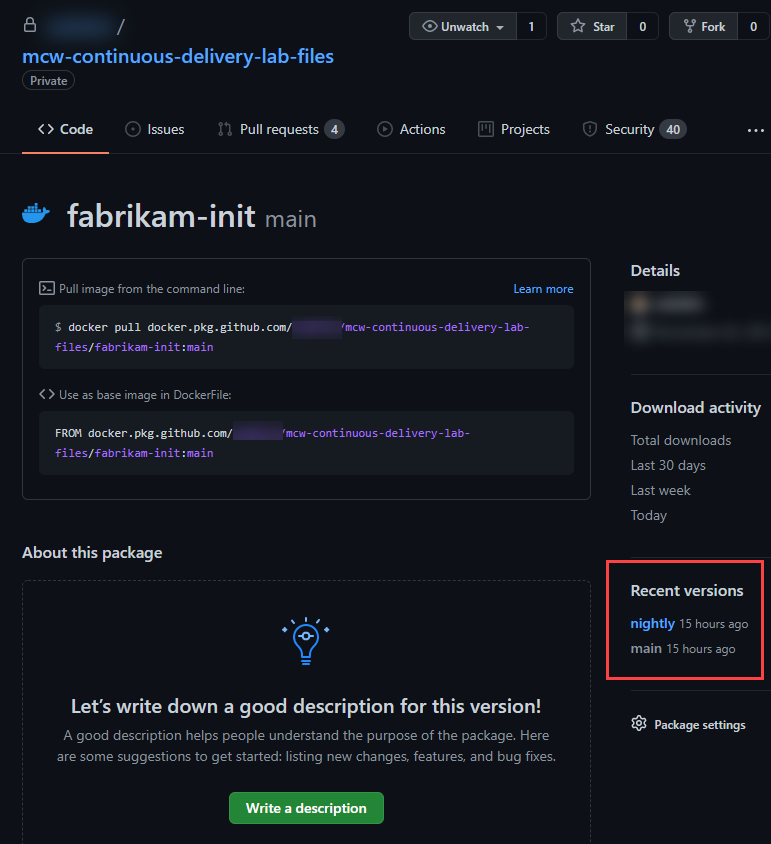 /
mcw-continuous-delivery-lab-files
Private
Unwatch 1
Star 0
Fork 0
Code
Issues
Pull requests 4
Actions
Projects
Security 40
...
fabrikam-init main
Pull image from the command line:
Learn more
$ docker pull docker.pkg.github.com/
/mcw-continuous-delivery-lab-
files/fabrikam-init:main
Use as base image in DockerFile:
FROM docker.pkg.github.com/
/mcw-continuous-delivery-lab-
files/fabrikam-init:main
About this package
Let's write down a good description for this version!
A good description helps people understand the purpose of the package. Here
are some suggestions to get started: listing new changes, features, and bug fixes.
Write a description
Details
Download activity
Total downloads
Last 30 days
Last week
Today
Recent versions
nightly 15 hours ago
main 15 hours ago
Package settings